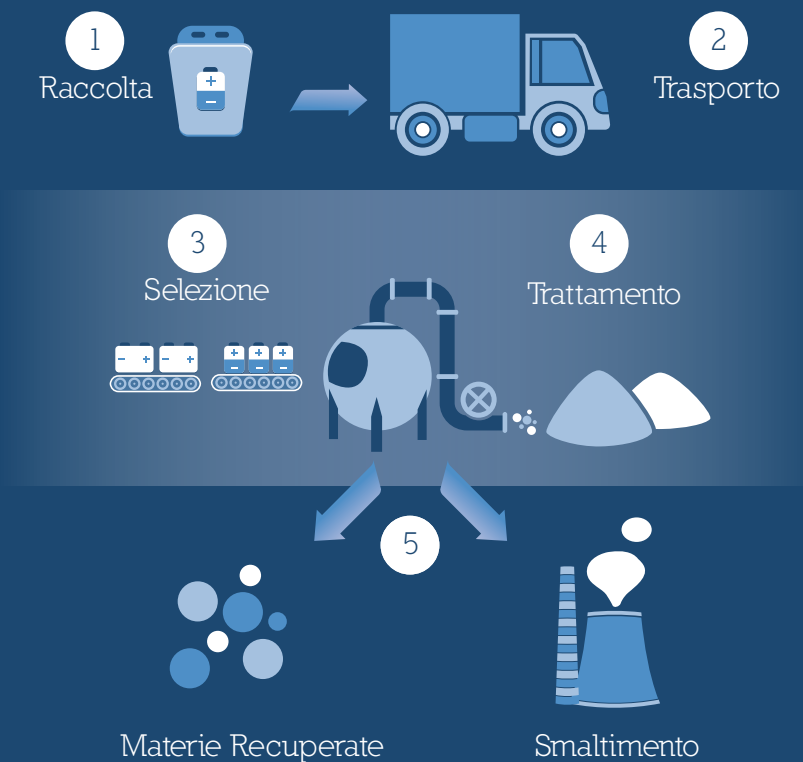 1
Raccolta
2
Trasporto
3
Selezione
4
Trattamento
5
Materie Recuperate
Smaltimento